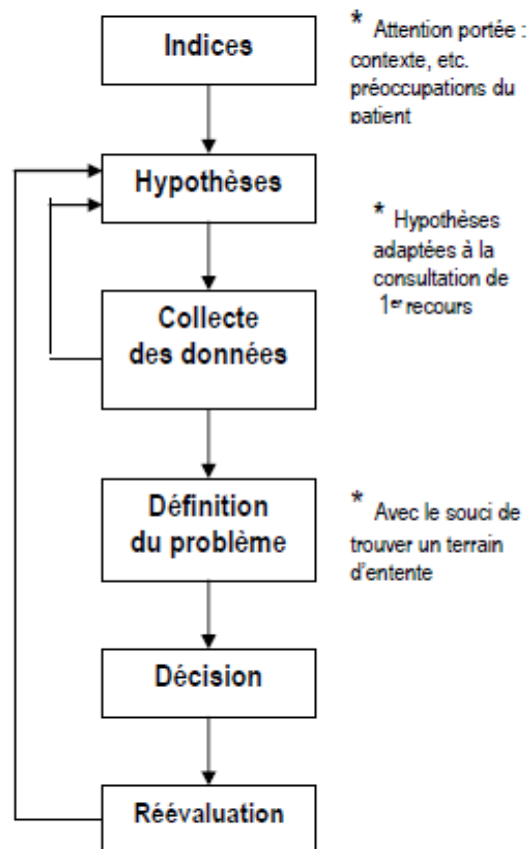 Indices
* Attention portée :
contexte, etc.
préoccupations du
patient
Hypothèses
* Hypothèses
adaptées à la
consultation de
1er recours
Collecte
des données
Définition
du problème
* Avec le souci de
trouver un terrain
d'entente
Décision
Réévaluation